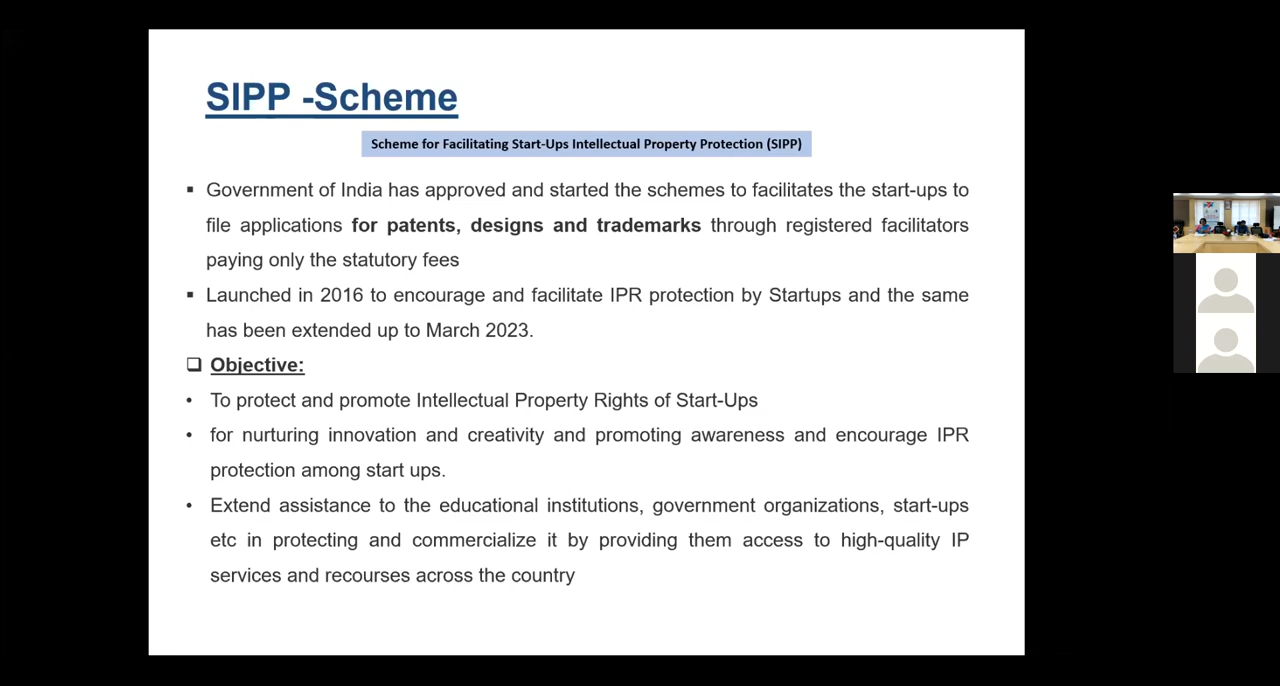 SIPP -Scheme
Scheme for Facilitating Start-Ups Intellectual Property Protection (SIPP)
▪ Government of India has approved and started the schemes to facilitates the start-ups to
file applications for patents, designs and trademarks through registered facilitators
paying only the statutory fees
▪ Launched in 2016 to encourage and facilitate IPR protection by Startups and the same
has been extended up to March 2023.
❑ Objective:
• To protect and promote Intellectual Property Rights of Start-Ups
• for nurturing innovation and creativity and promoting awareness and encourage IPR
protection among start ups.
• Extend assistance to the educational institutions, government organizations, start-ups
etc in protecting and commercialize it by providing them access to high-quality IP
services and recourses across the country